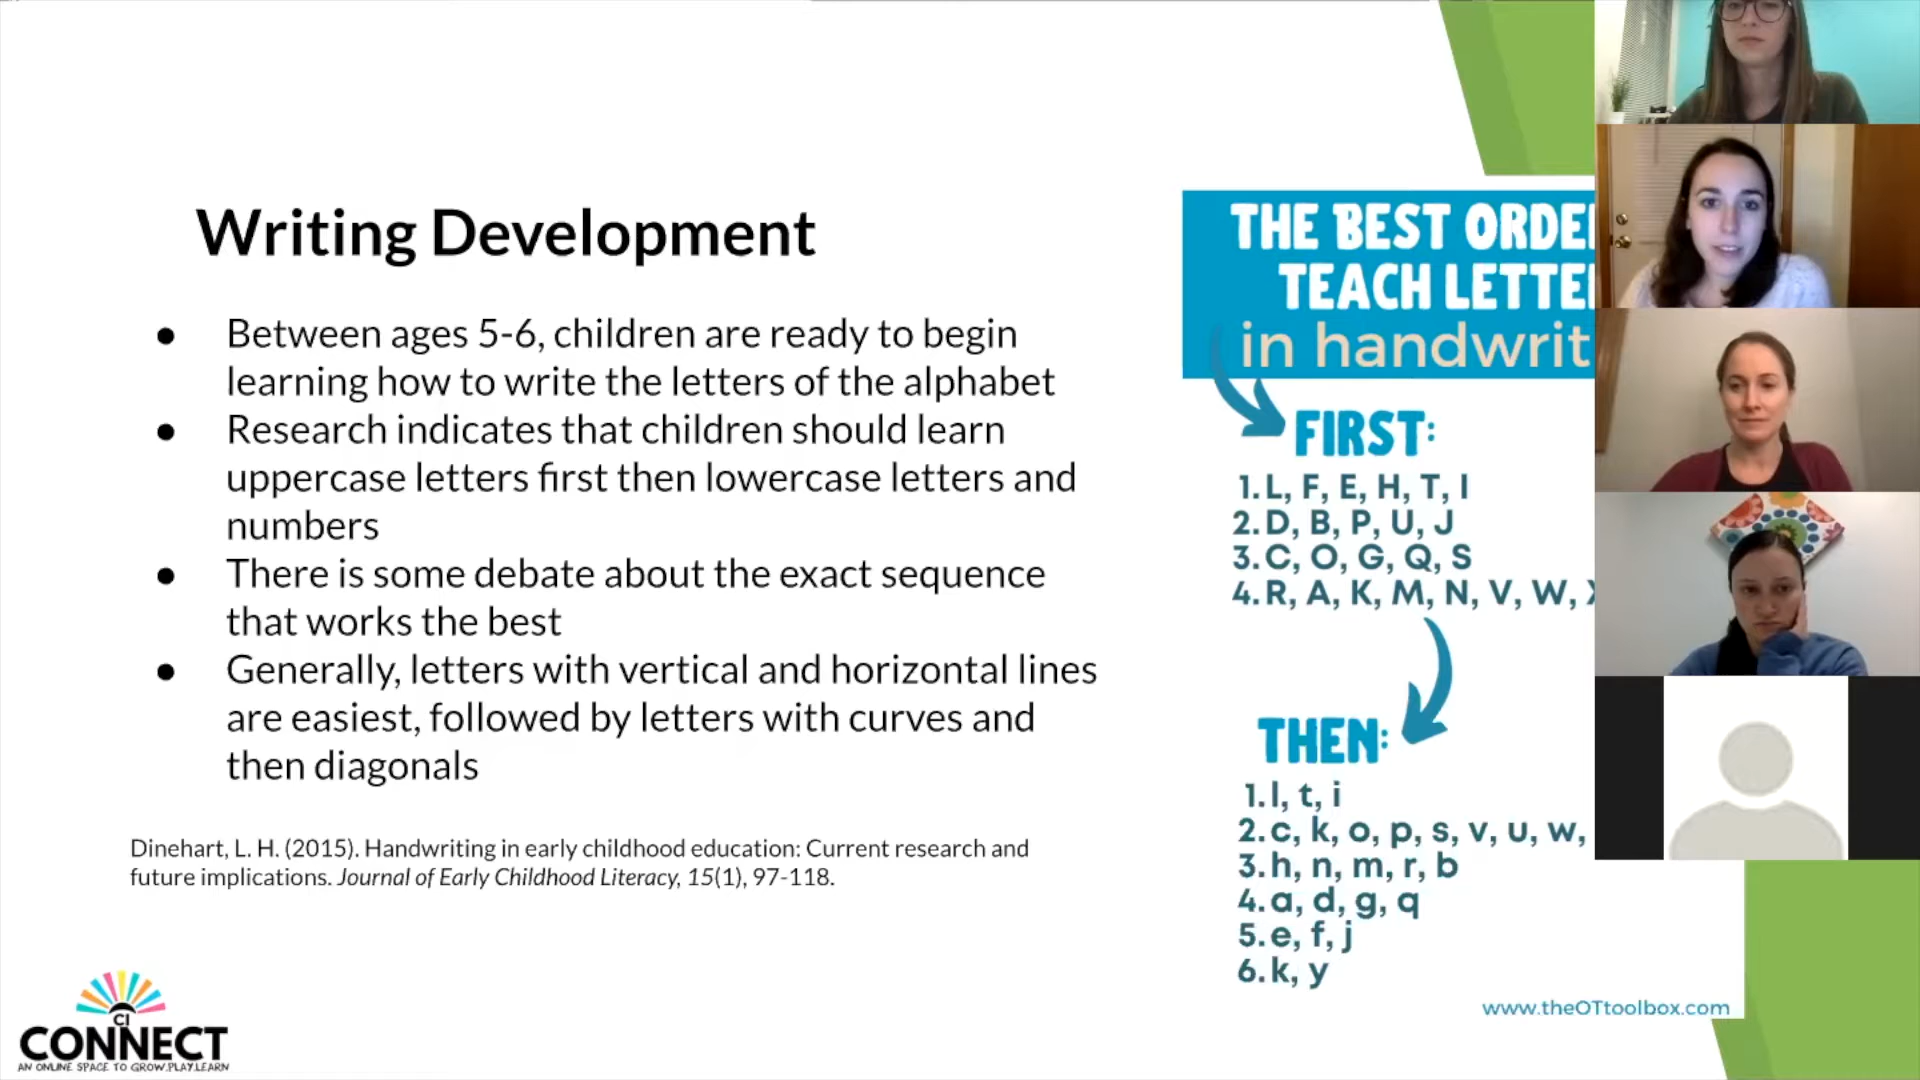 Writing Development
● Between ages 5-6, children are ready to begin
learning how to write the letters of the alphabet
● Research indicates that children should learn
uppercase letters first then lowercase letters and
numbers
● There is some debate about the exact sequence
that works the best
● Generally, letters with vertical and horizontal lines
are easiest, followed by letters with curves and
then diagonals
Dinehart, L. H. (2015). Handwriting in early childhood education: Current research and
future implications. Journal of Early Childhood Literacy, 15(1), 97-118.
CI
CONNECT
AN ONLINE SPACE TO GROW.PLAY.LEARN
THE BEST ORDE
TEACH LETTE
in handwrit
FIRST:
1. L, F, E, H, T, I
2. D, B, P, U, J
3. C, O, G, Q, S
4. R, A, K, M, N, V, W,
THEN:
1. l, t, i
2. c, k, o, p, s, v, u, w,
3. h, n, m, r, b
4. a, d, g, q
5. e, f, j
6. k, y
www.theOTtoolbox.com